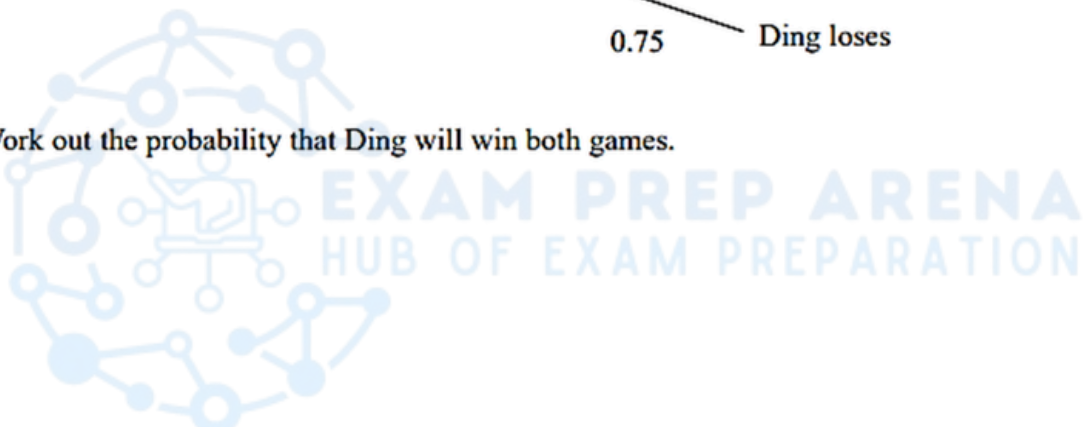 0.75 Ding loses
Work out the probability that Ding will win both games.
EXAM PREP ARENA
HUB OF EXAM PREPARATION